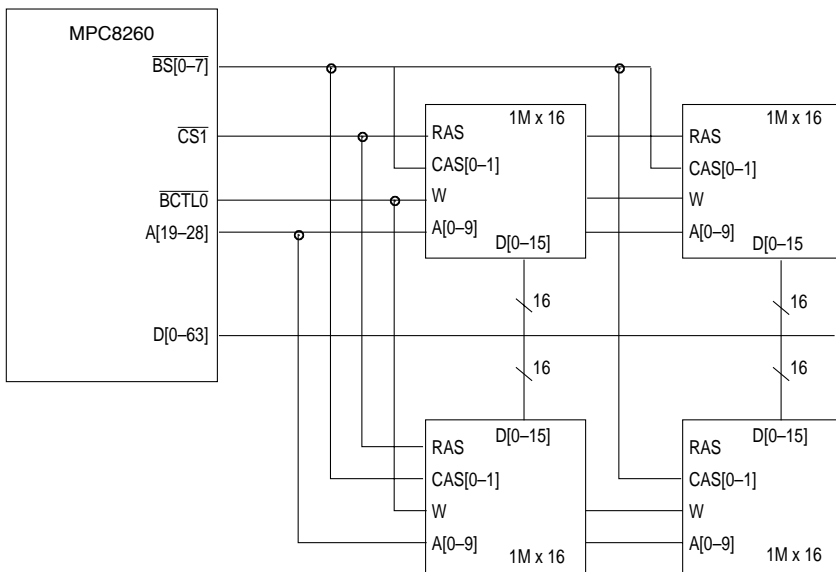 MPC8260
BS[0–7]
CS1
BCTL0
A[19–28]
D[0–63]
1M x 16
RAS
CAS[0–1]
W
A[0–9]
D[0–15]
16
1M x 16
RAS
CAS[0–1]
W
A[0–9]
D[0–15
16
16
D[0–15]
RAS
CAS[0–1]
W
A[0–9]
1M x 16
16
D[0–15]
RAS
CAS[0–1]
W
A[0–9]
1M x 16